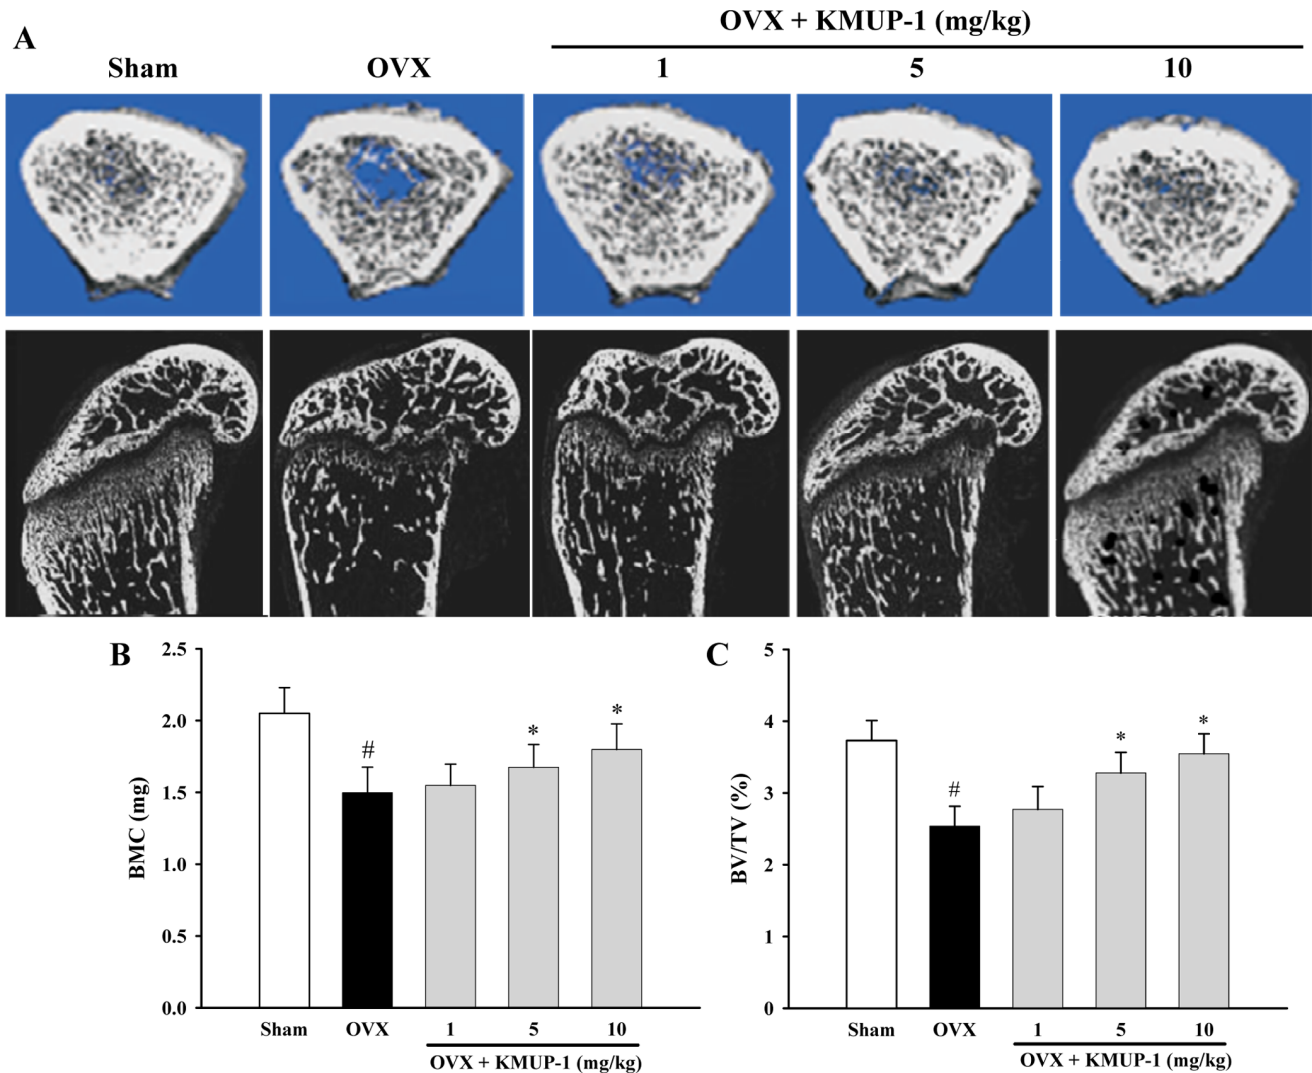 A
OVX + KMUP-1 (mg/kg)
Sham OVX 1 5 10
B
BMC (mg)
2.5
2.0
1.5
1.0
0.5
0.0
#
*
*
Sham OVX 1 5 10
OVX + KMUP-1 (mg/kg)
C
BV/TV (%)
5
4
3
2
1
0
#
*
*
Sham OVX 1 5 10
OVX + KMUP-1 (mg/kg)